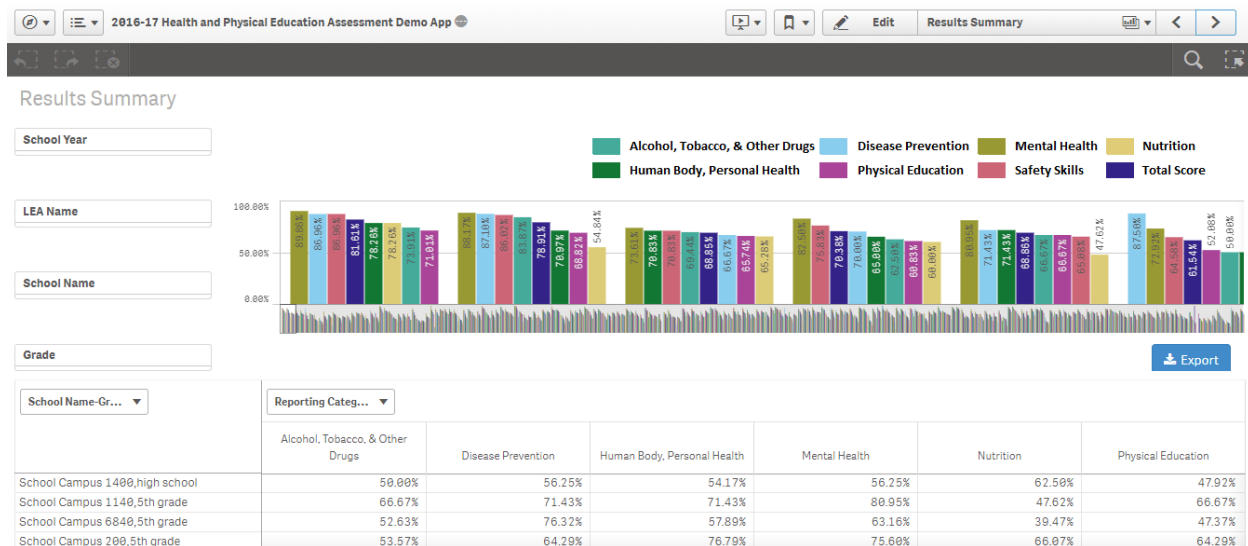 2016-17 Health and Physical Education Assessment Demo App
Edit
Results Summary
Results Summary
School Year
Alcohol, Tobacco, & Other Drugs
Disease Prevention
Mental Health
Nutrition
Human Body, Personal Health
Physical Education
Safety Skills
Total Score
LEA Name
School Name
Grade
100.00%
50.00%
0.00%
89.86%
86.96%
86.96%
81.61%
78.26%
78.26%
73.91%
71.01%
88.17%
87.10%
86.02%
83.87%
78.91%
70.97%
68.82%
54.84%
73.61%
70.83%
70.83%
69.44%
68.85%
66.67%
65.74%
65.28%
82.50%
75.83%
70.38%
70.00%
65.00%
62.50%
60.83%
60.00%
80.95%
71.43%
71.43%
68.86%
66.67%
66.67%
65.08%
47.62%
87.50%
72.92%
64.58%
61.54%
52.08%
50.00%
Export
School Name-Gr...
Reporting Categ...
Alcohol, Tobacco, & Other
Drugs
Disease Prevention
Human Body, Personal Health
Mental Health
Nutrition
Physical Education
School Campus 1400,high school 50.00% 56.25% 54.17% 56.25% 62.50% 47.92%
School Campus 1140,5th grade 66.67% 71.43% 71.43% 80.95% 47.62% 66.67%
School Campus 6840,5th grade 52.63% 76.32% 57.89% 63.16% 39.47% 47.37%
School Campus 200,5th grade 53.57% 64.29% 76.79% 75.60% 66.07% 64.29%